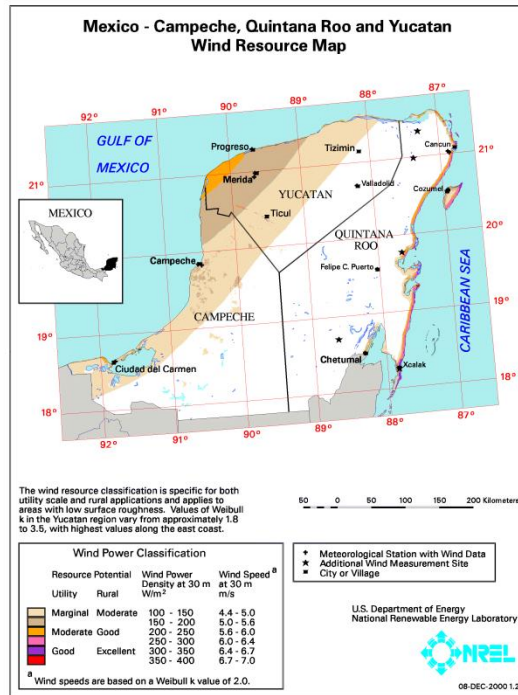 Mexico - Campeche, Quintana Roo and Yucatan
Wind Resource Map
92° 91° 90° 89° 88° 87°
GULF OF
MEXICO
Progreso
Tizimin
Cancun
21°
21°
Merida
YUCATAN
Valladolid
Cozumel
MEXICO
Ticul
20°
20°
QUINTANA
ROO
Campeche
Felipe C. Puerto
CARIBBEAN SEA
19°
CAMPECHE
19°
Chetumal
Ciudad del Carmen
Xcalak
18°
18°
92° 91° 90° 89° 88° 87°
The wind resource classification is specific for both
utility scale and rural applications and applies to
areas with low surface roughness. Values of Weibull
k in the Yucatan region vary from approximately 1.8
to 3.5, with highest values along the east coast.
50 0 50 100 150 200 Kilometers
Wind Power Classification
Resource Potential Wind Power Wind Speed a
Density at 30 m at 30 m
Utility Rural W/m² m/s
Marginal Moderate 100 - 150 4.4 - 5.0
150 - 200 5.0 - 5.6
Moderate Good 200 - 250 5.6 - 6.0
250 - 300 6.0 - 6.4
Good Excellent 300 - 350 6.4 - 6.7
350 - 400 6.7 - 7.0
a Wind speeds are based on a Weibull k value of 2.0.
Meteorological Station with Wind Data
Additional Wind Measurement Site
City or Village
U.S. Department of Energy
National Renewable Energy Laboratory
NREL
08-DEC-2000 1.2